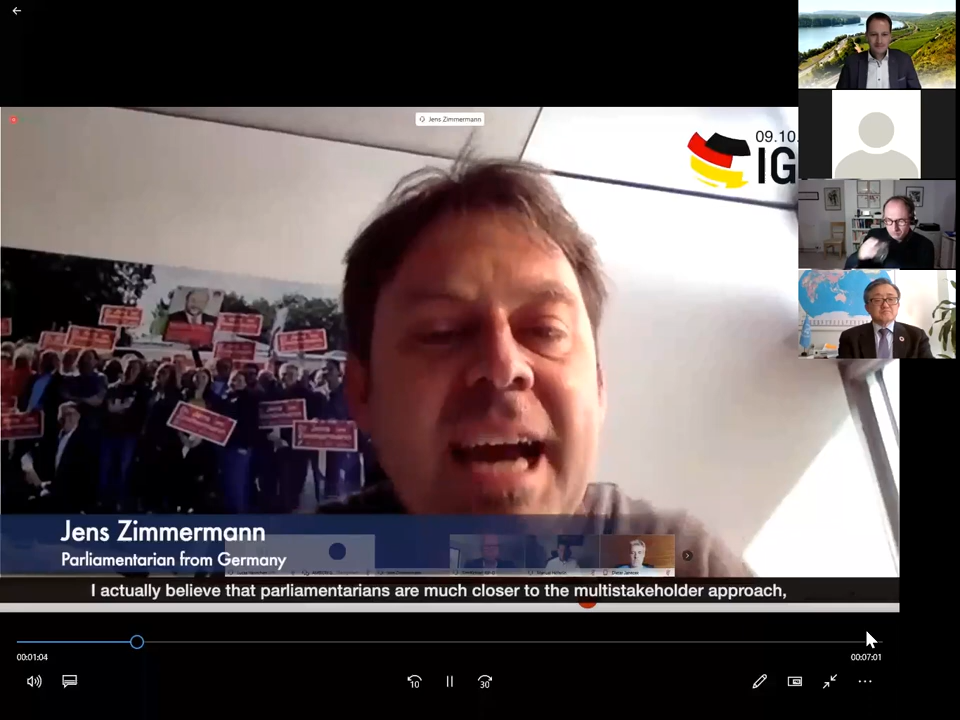 Jens Zimmermann
09.10.
IG
Jens Zimmermann
Parliamentarian from Germany
I actually believe that parliamentarians are much closer to the multistakeholder approach,
00:01:04
00:07:01
10
30